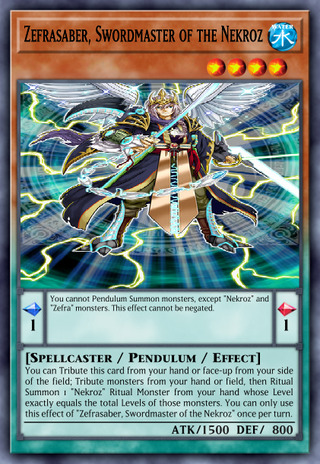 Zefrasaber, Swordmaster of the Nekroz
WATER
水
You cannot Pendulum Summon monsters, except "Nekroz" and
"Zefra" monsters. This effect cannot be negated.
1
1
[Spellcaster / Pendulum / Effect]
You can Tribute this card from your hand or face-up from your side
of the field; Tribute monsters from your hand or field, then Ritual
Summon 1 "Nekroz" Ritual Monster from your hand whose Level
exactly equals the total Levels of those monsters. You can only use
this effect of "Zefrasaber, Swordmaster of the Nekroz" once per turn.
ATK/1500 DEF/ 800